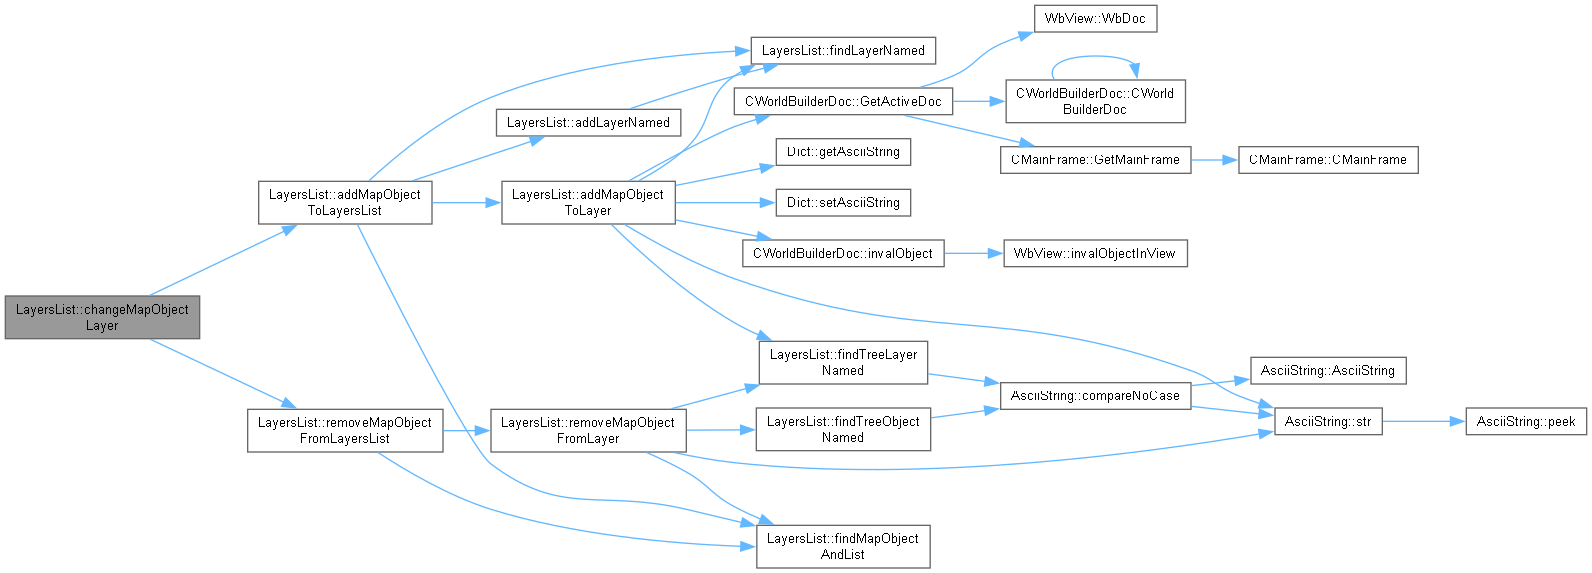 WbView::WbDoc
LayersList::findLayerNamed
CWorldBuilderDoc::GetActiveDoc
CWorldBuilderDoc::CWorld
BuilderDoc
LayersList::addLayerNamed
Dict::getAsciiString
CMainFrame::GetMainFrame
CMainFrame::CMainFrame
LayersList::addMapObject
ToLayersList
LayersList::addMapObject
ToLayer
Dict::setAsciiString
CWorldBuilderDoc::invalObject
WbView::invalObjectInView
LayersList::changeMapObject
Layer
LayersList::findTreeLayer
Named
AsciiString::AsciiString
AsciiString::compareNoCase
LayersList::removeMapObject
FromLayersList
LayersList::removeMapObject
FromLayer
LayersList::findTreeObject
Named
AsciiString::str
AsciiString::peek
LayersList::findMapObject
AndList